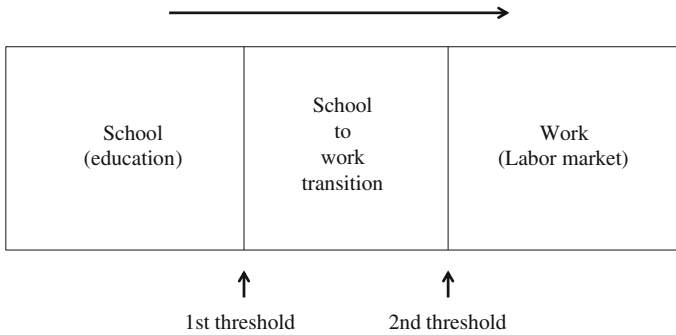 School
(education)
School
to
work
transition
Work
(Labor market)
1st threshold
2nd threshold